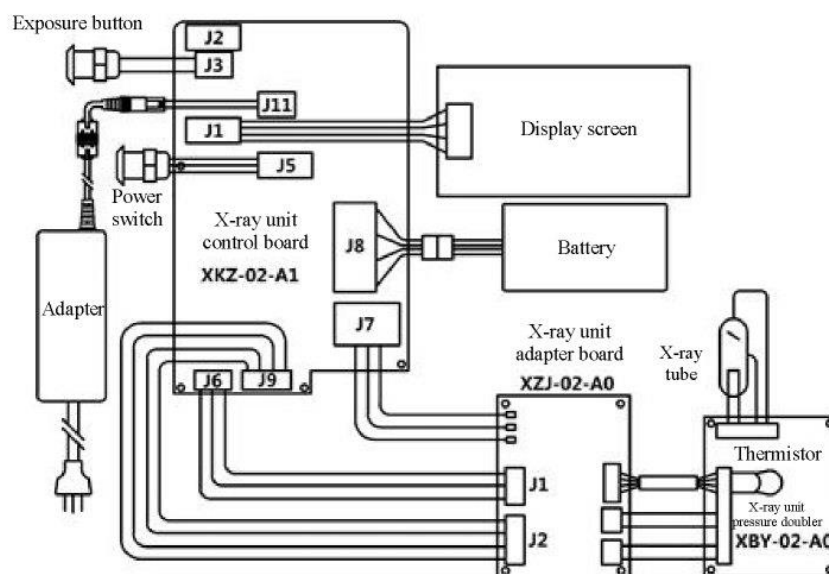 Exposure button
J2
J3
J11
J1
Display screen
J5
Power
switch
X-ray unit
control board
XKZ-02-A1
J8
Battery
Adapter
J7
X-ray unit
adapter board
XZJ-02-A0
X-ray
tube
J6
J9
Thermistor
J1
X-ray unit
pressure doubler
XBY-02-A0
J2